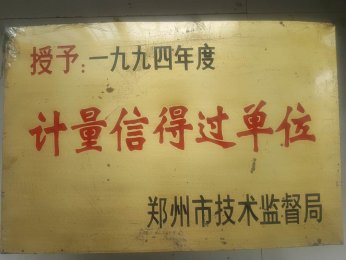 授予:一九九四年度
计量信得过单位
郑州市技术监督局